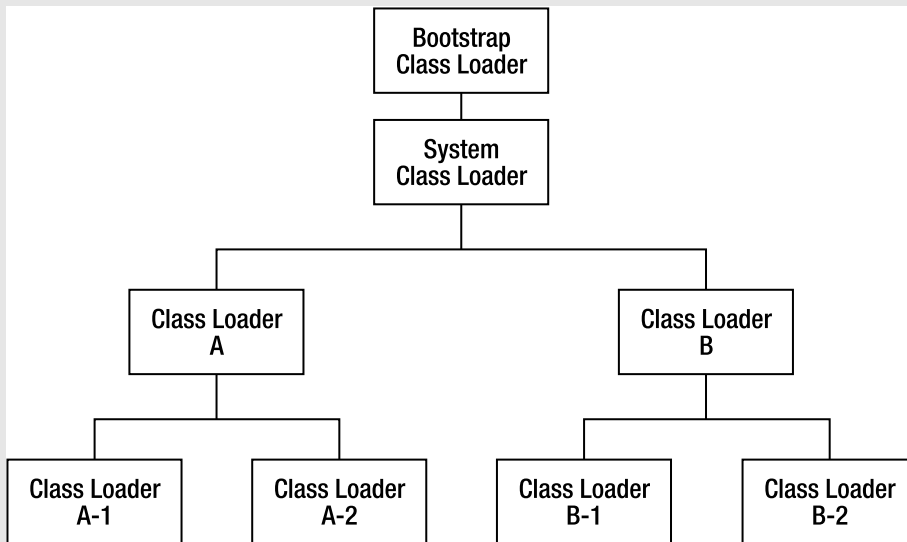 Bootstrap
Class Loader
System
Class Loader
Class Loader
A
Class Loader
B
Class Loader
A-1
Class Loader
A-2
Class Loader
B-1
Class Loader
B-2